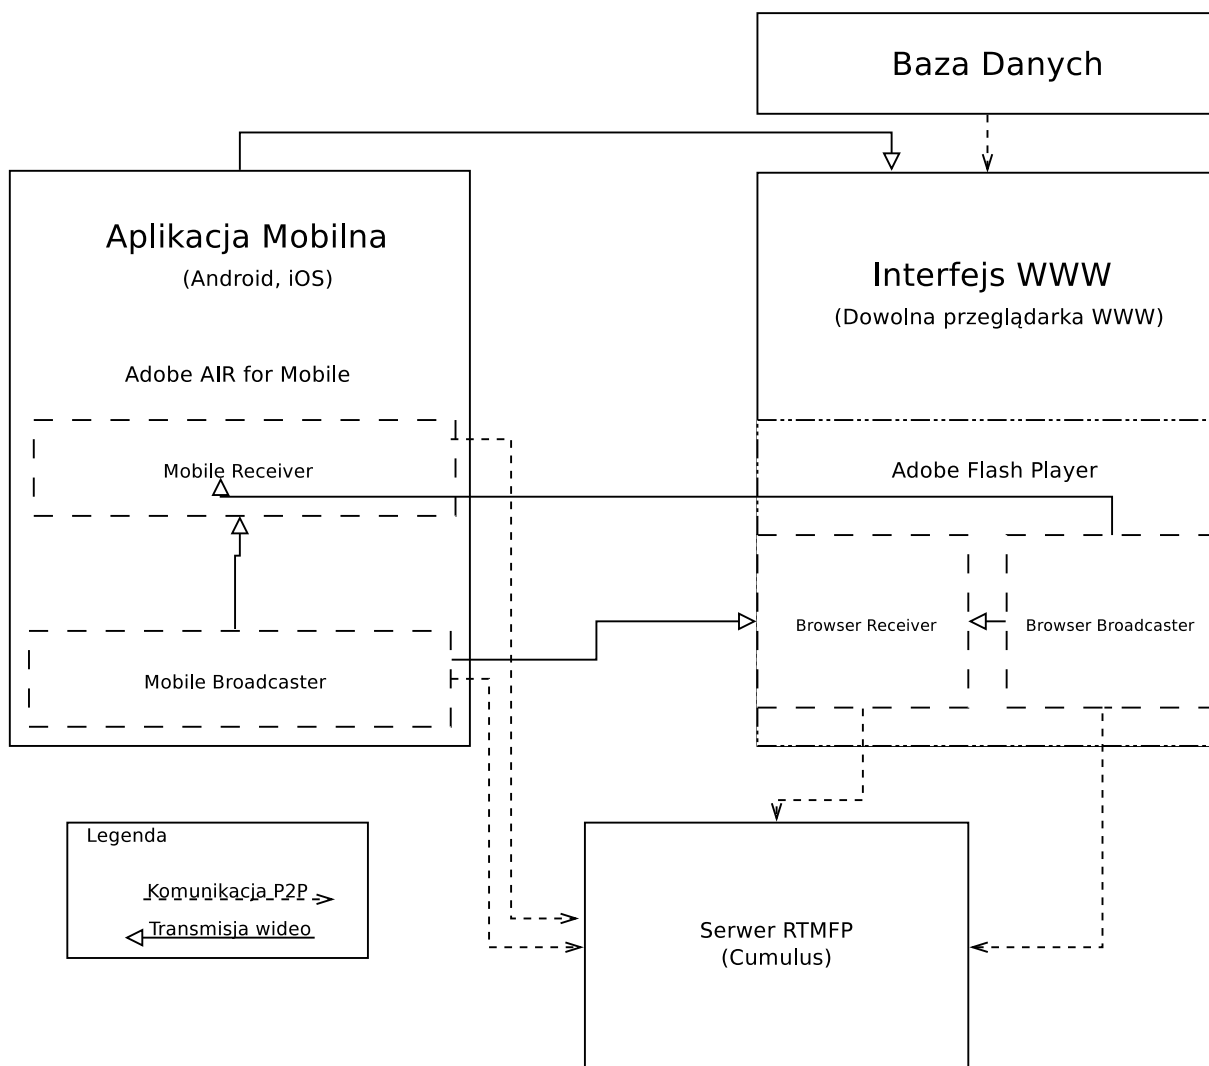 Baza Danych
Aplikacja Mobilna
(Android, iOS)
Interfejs WWW
(Dowolna przeglądarka WWW)
Adobe AIR for Mobile
Mobile Receiver
Adobe Flash Player
Mobile Broadcaster
Browser Receiver
Browser Broadcaster
Legenda
Komunikacja P2P
Transmisja wideo
Serwer RTMFP
(Cumulus)